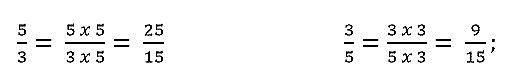 5/3 = 5 x 5/3 x 5 = 25/15    3/5 = 3 x 3/5 x 3 = 9/15 ;